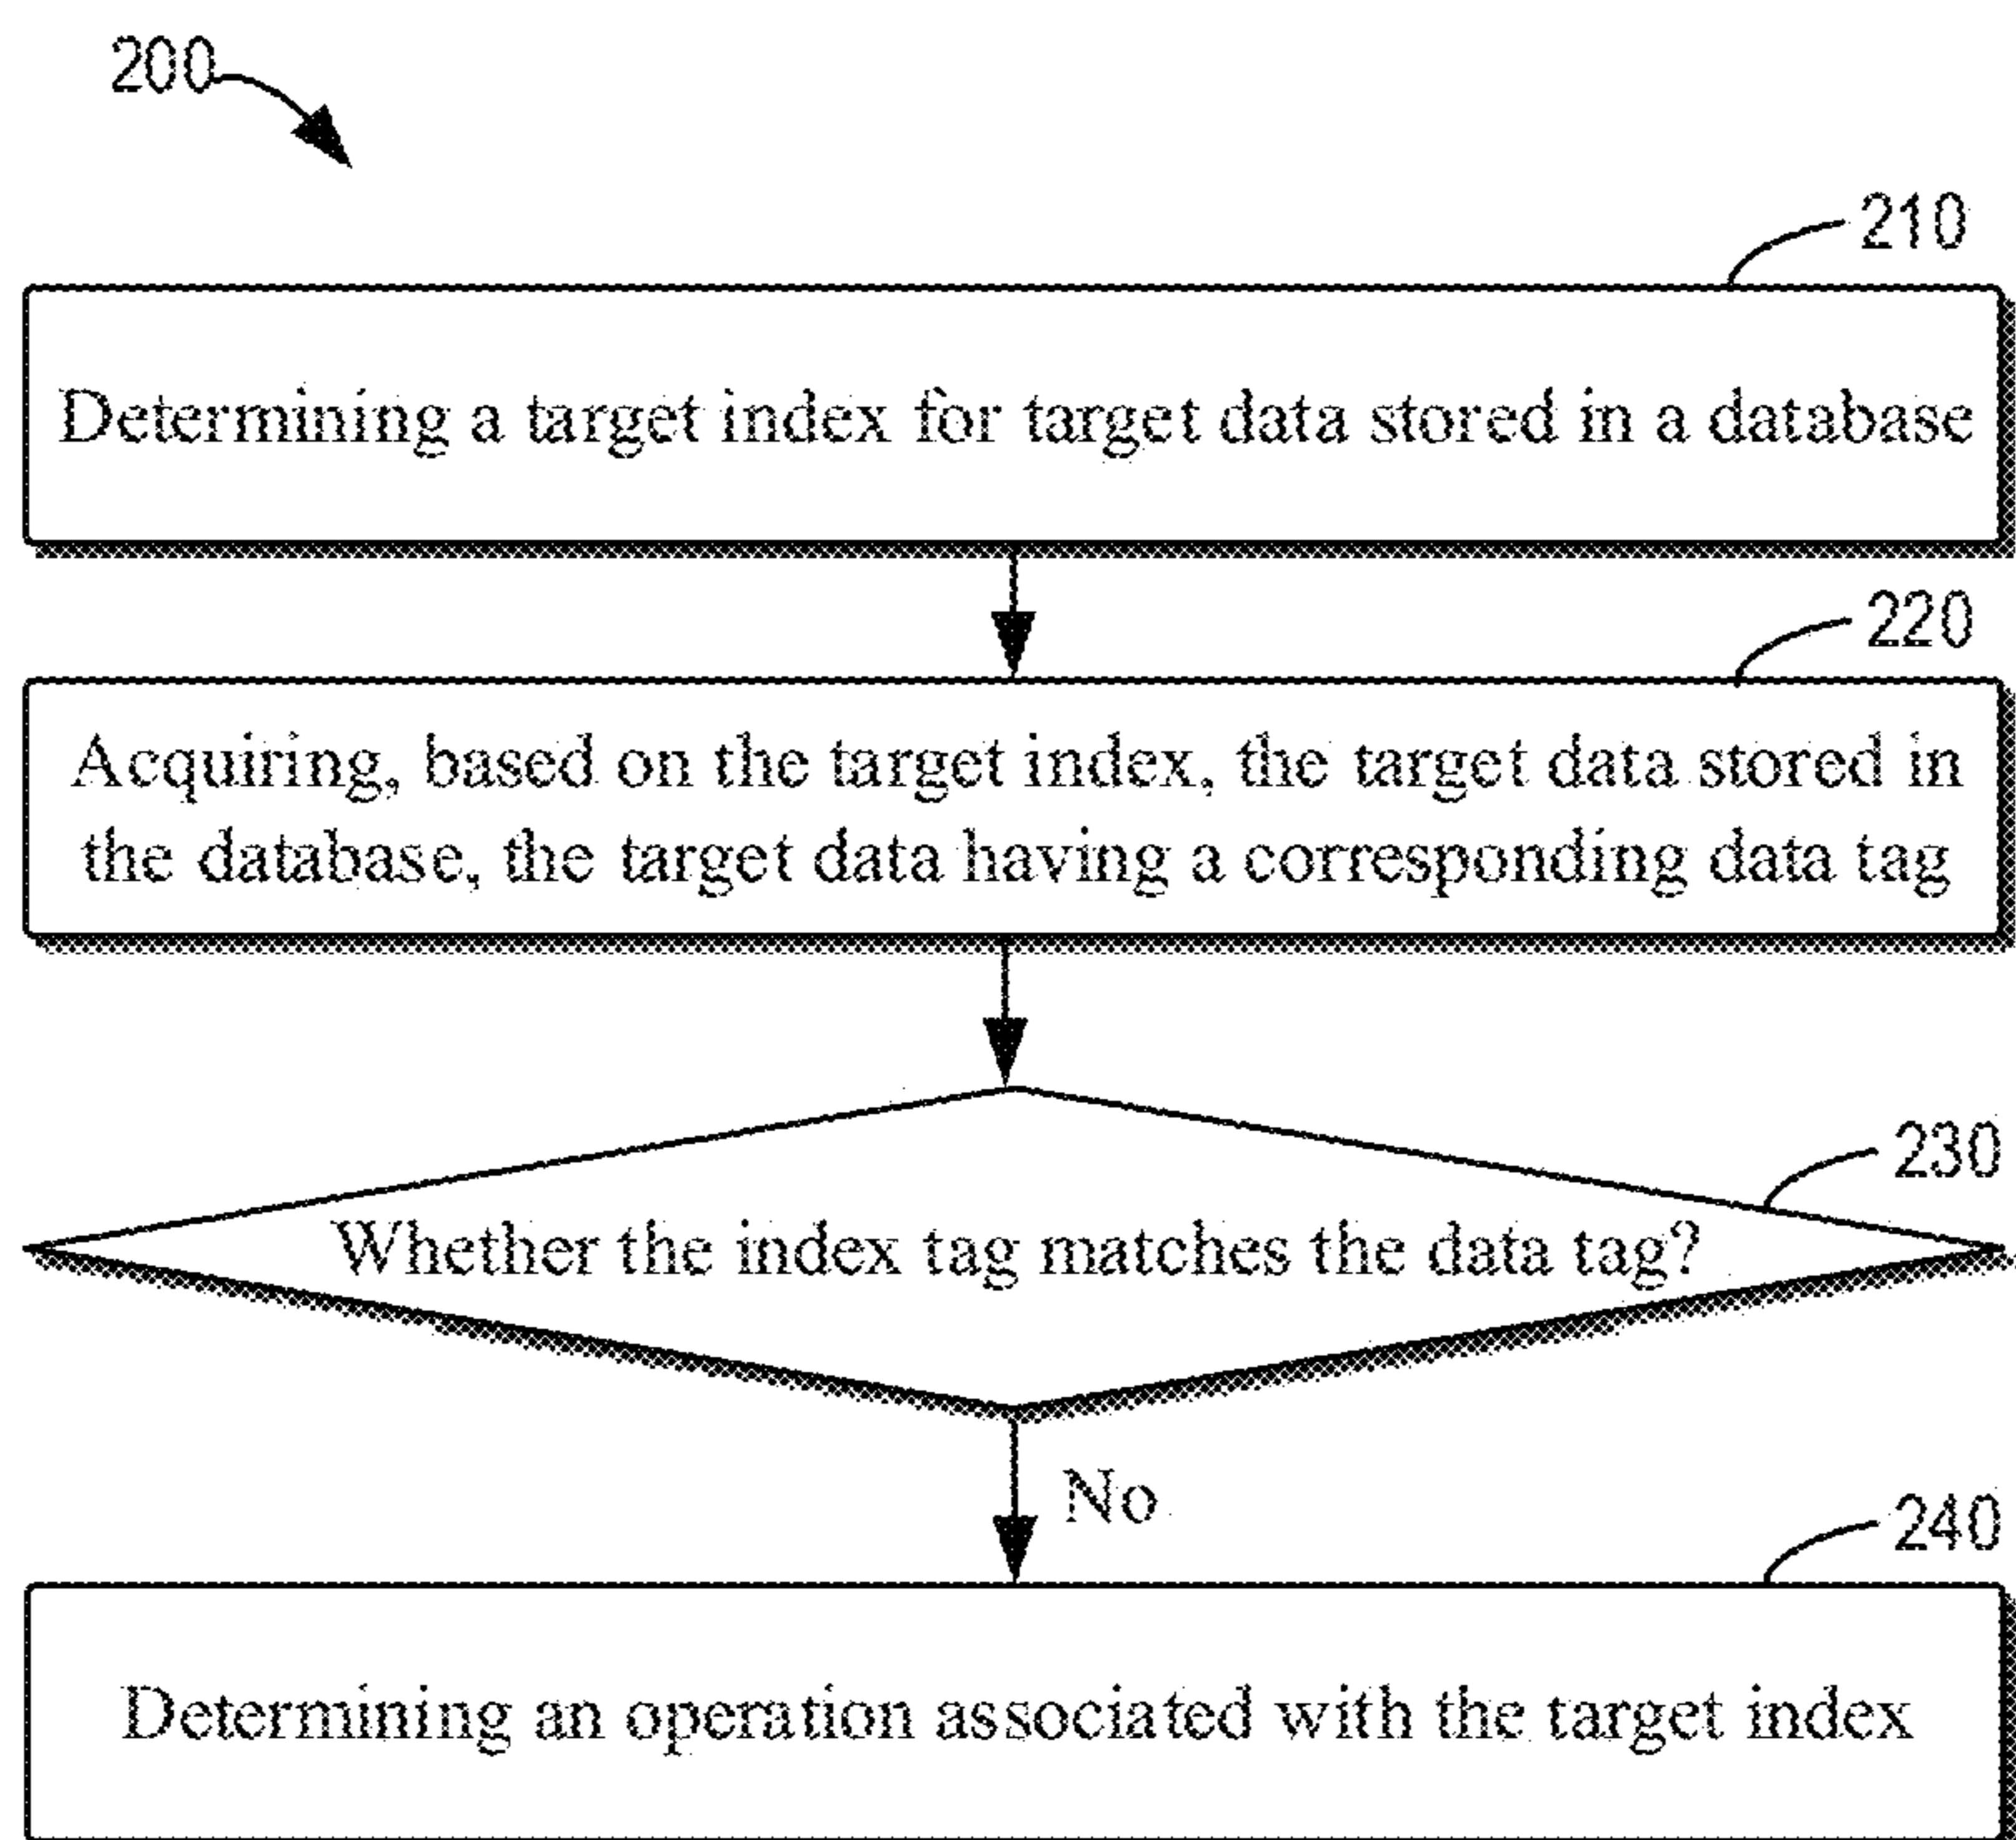 200
210
Determining a target index for target data stored in a database
220
Acquiring, based on the target index, the target data stored in
the database, the target data having a corresponding data tag
230
Whether the index tag matches the data tag?
No
240
Determining an operation associated with the target index